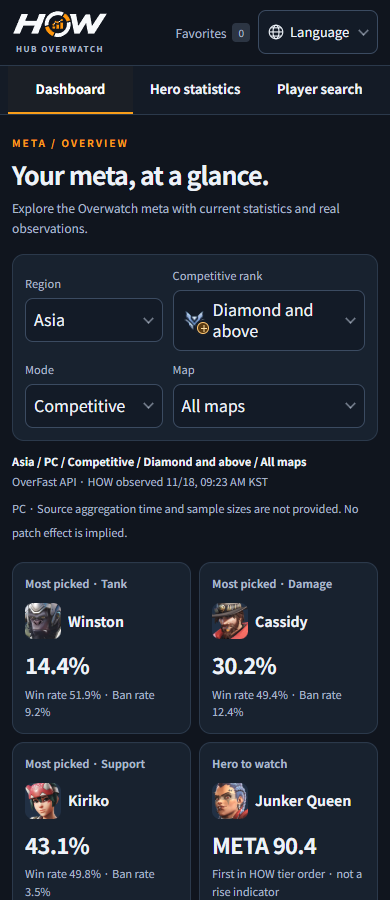 HOW
HUB OVERWATCH
Favorites 0
Language
Dashboard
Hero statistics
Player search
META / OVERVIEW
Your meta, at a glance.
Explore the Overwatch meta with current statistics and real
observations.
Region
Competitive rank
Asia
Diamond and
above
Mode
Map
Competitive
All maps
Asia / PC / Competitive / Diamond and above / All maps
OverFast API · HOW observed 11/18, 09:23 AM KST
PC · Source aggregation time and sample sizes are not provided. No
patch effect is implied.
Most picked · Tank
Winston
14.4%
Win rate 51.9% · Ban rate
9.2%
Most picked · Damage
Cassidy
30.2%
Win rate 49.4% · Ban rate
12.4%
Most picked · Support
Kiriko
43.1%
Win rate 49.8% · Ban rate
3.5%
Hero to watch
Junker Queen
META 90.4
First in HOW tier order · not a
rise indicator